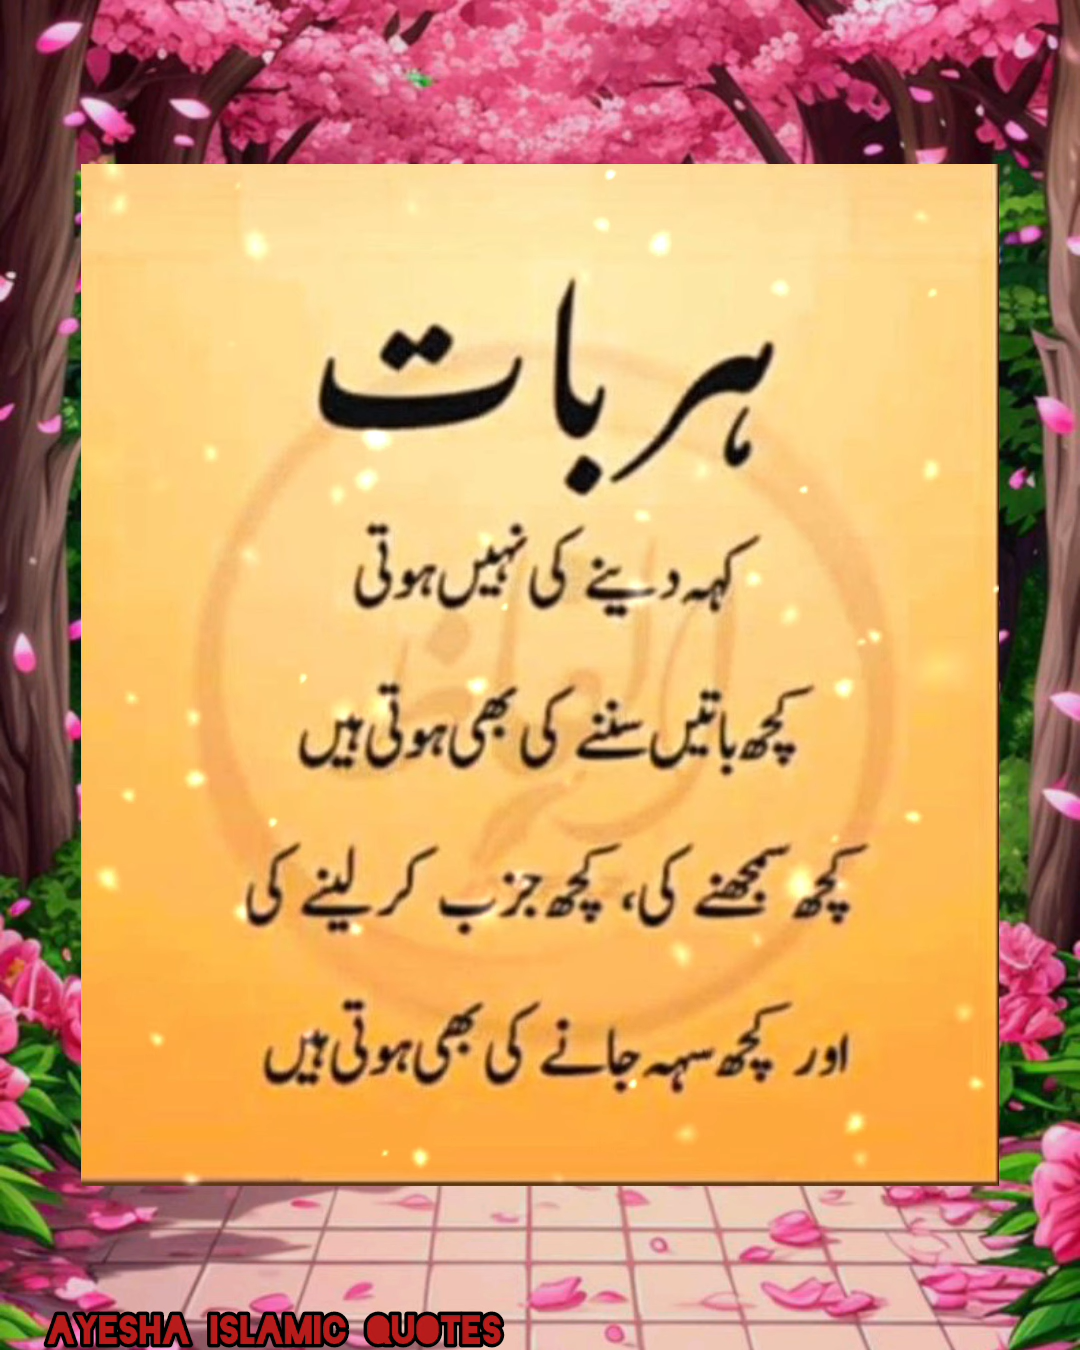 ہر بات
کہہ دینے کی نہیں ہوتی
کچھ باتیں سننے کی بھی ہوتی ہیں
کچھ سمجھنے کی، کچھ جزب کر لینے کی
اور کچھ سہہ جانے کی بھی ہوتی ہیں
AYESHA ISLAMIC QUOTES